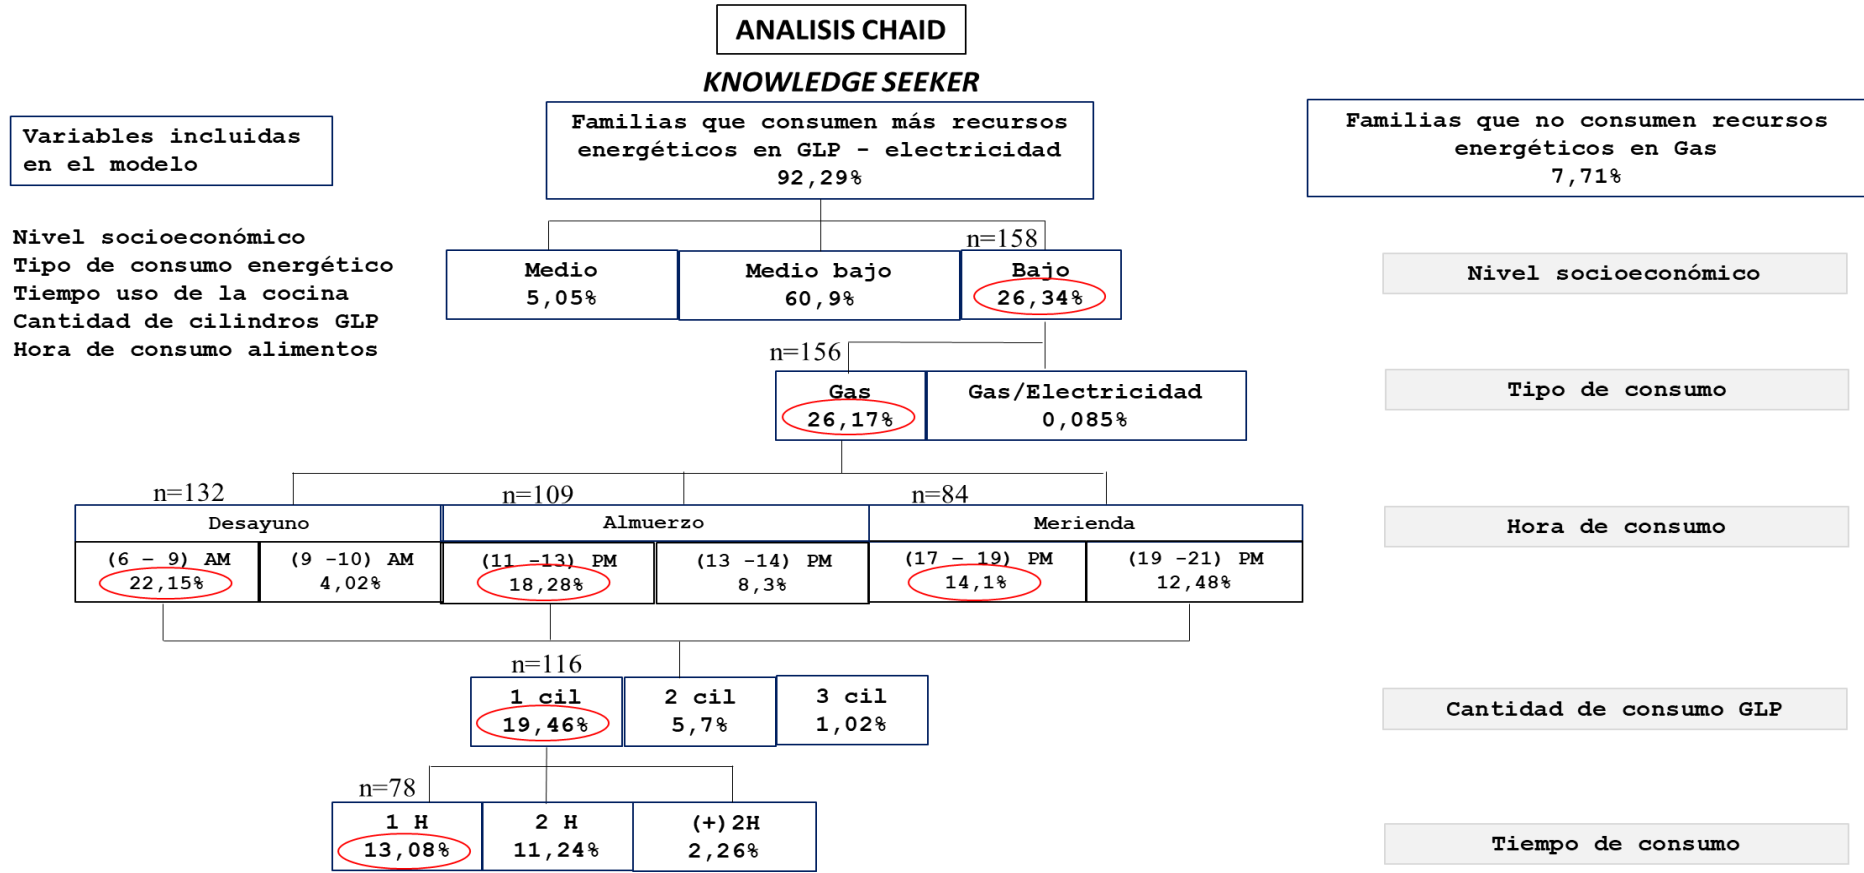 ANALISIS CHAID
KNOWLEDGE SEEKER
Variables incluidas
en el modelo
Nivel socioeconómico
Tipo de consumo energético
Tiempo uso de la cocina
Cantidad de cilindros GLP
Hora de consumo alimentos
Familias que consumen más recursos
energéticos en GLP - electricidad
92,29%
Familias que no consumen recursos
energéticos en Gas
7,71%
n=158
Medio
5,05%
Medio bajo
60,9%
Bajo
26,34%
Nivel socioeconómico
n=156
Gas
26,17%
Gas/Electricidad
0,085%
Tipo de consumo
n=132
n=109
n=84
Desayuno
Almuerzo
Merienda
(6 – 9) AM
22,15%
(9 -10) AM
4,02%
(11 -13) PM
18,28%
(13 -14) PM
8,3%
(17 – 19) PM
14,1%
(19 -21) PM
12,48%
Hora de consumo
n=116
1 cil
19,46%
2 cil
5,7%
3 cil
1,02%
Cantidad de consumo GLP
n=78
1 H
13,08%
2 H
11,24%
(+)2H
2,26%
Tiempo de consumo